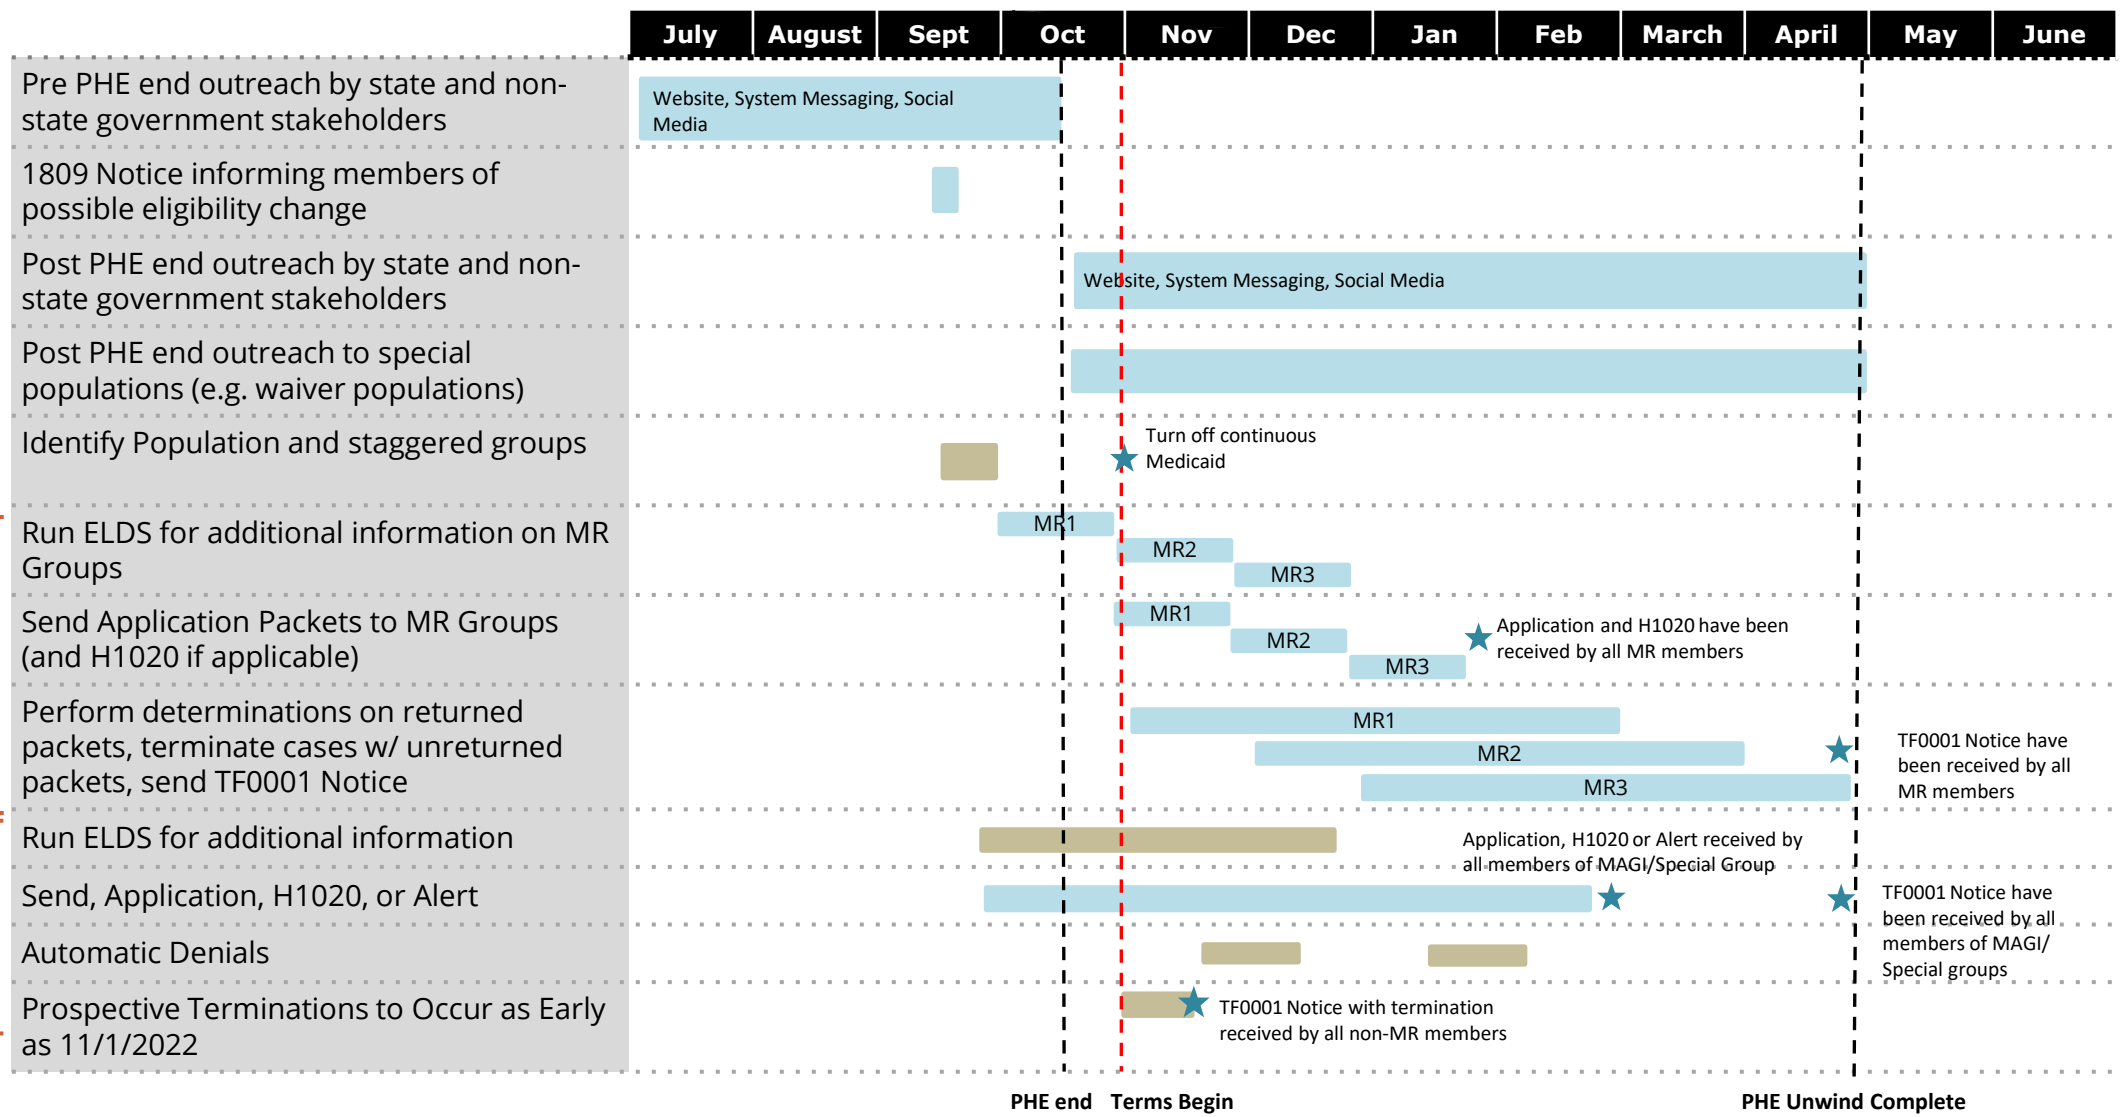 July August Sept Oct Nov Dec Jan Feb March April May June
Pre PHE end outreach by state and non-
state government stakeholders
Website, System Messaging, Social
Media
1809 Notice informing members of
possible eligibility change
Post PHE end outreach by state and non-
state government stakeholders
Website, System Messaging, Social Media
Post PHE end outreach to special
populations (e.g. waiver populations)
Identify Population and staggered groups
Turn off continuous
Medicaid
Run ELDS for additional information on MR
Groups
MR1
MR2
MR3
Send Application Packets to MR Groups
(and H1020 if applicable)
MR1
MR2
MR3
Application and H1020 have been
received by all MR members
Perform determinations on returned
packets, terminate cases w/ unreturned
packets, send TF0001 Notice
MR1
MR2
MR3
TF0001 Notice have
been received by all
MR members
Run ELDS for additional information
Application, H1020 or Alert received by
all members of MAGI/Special Group
Send, Application, H1020, or Alert
TF0001 Notice have
been received by all
members of MAGI/
Special groups
Automatic Denials
Prospective Terminations to Occur as Early
as 11/1/2022
TF0001 Notice with termination
received by all non-MR members
PHE end Terms Begin PHE Unwind Complete